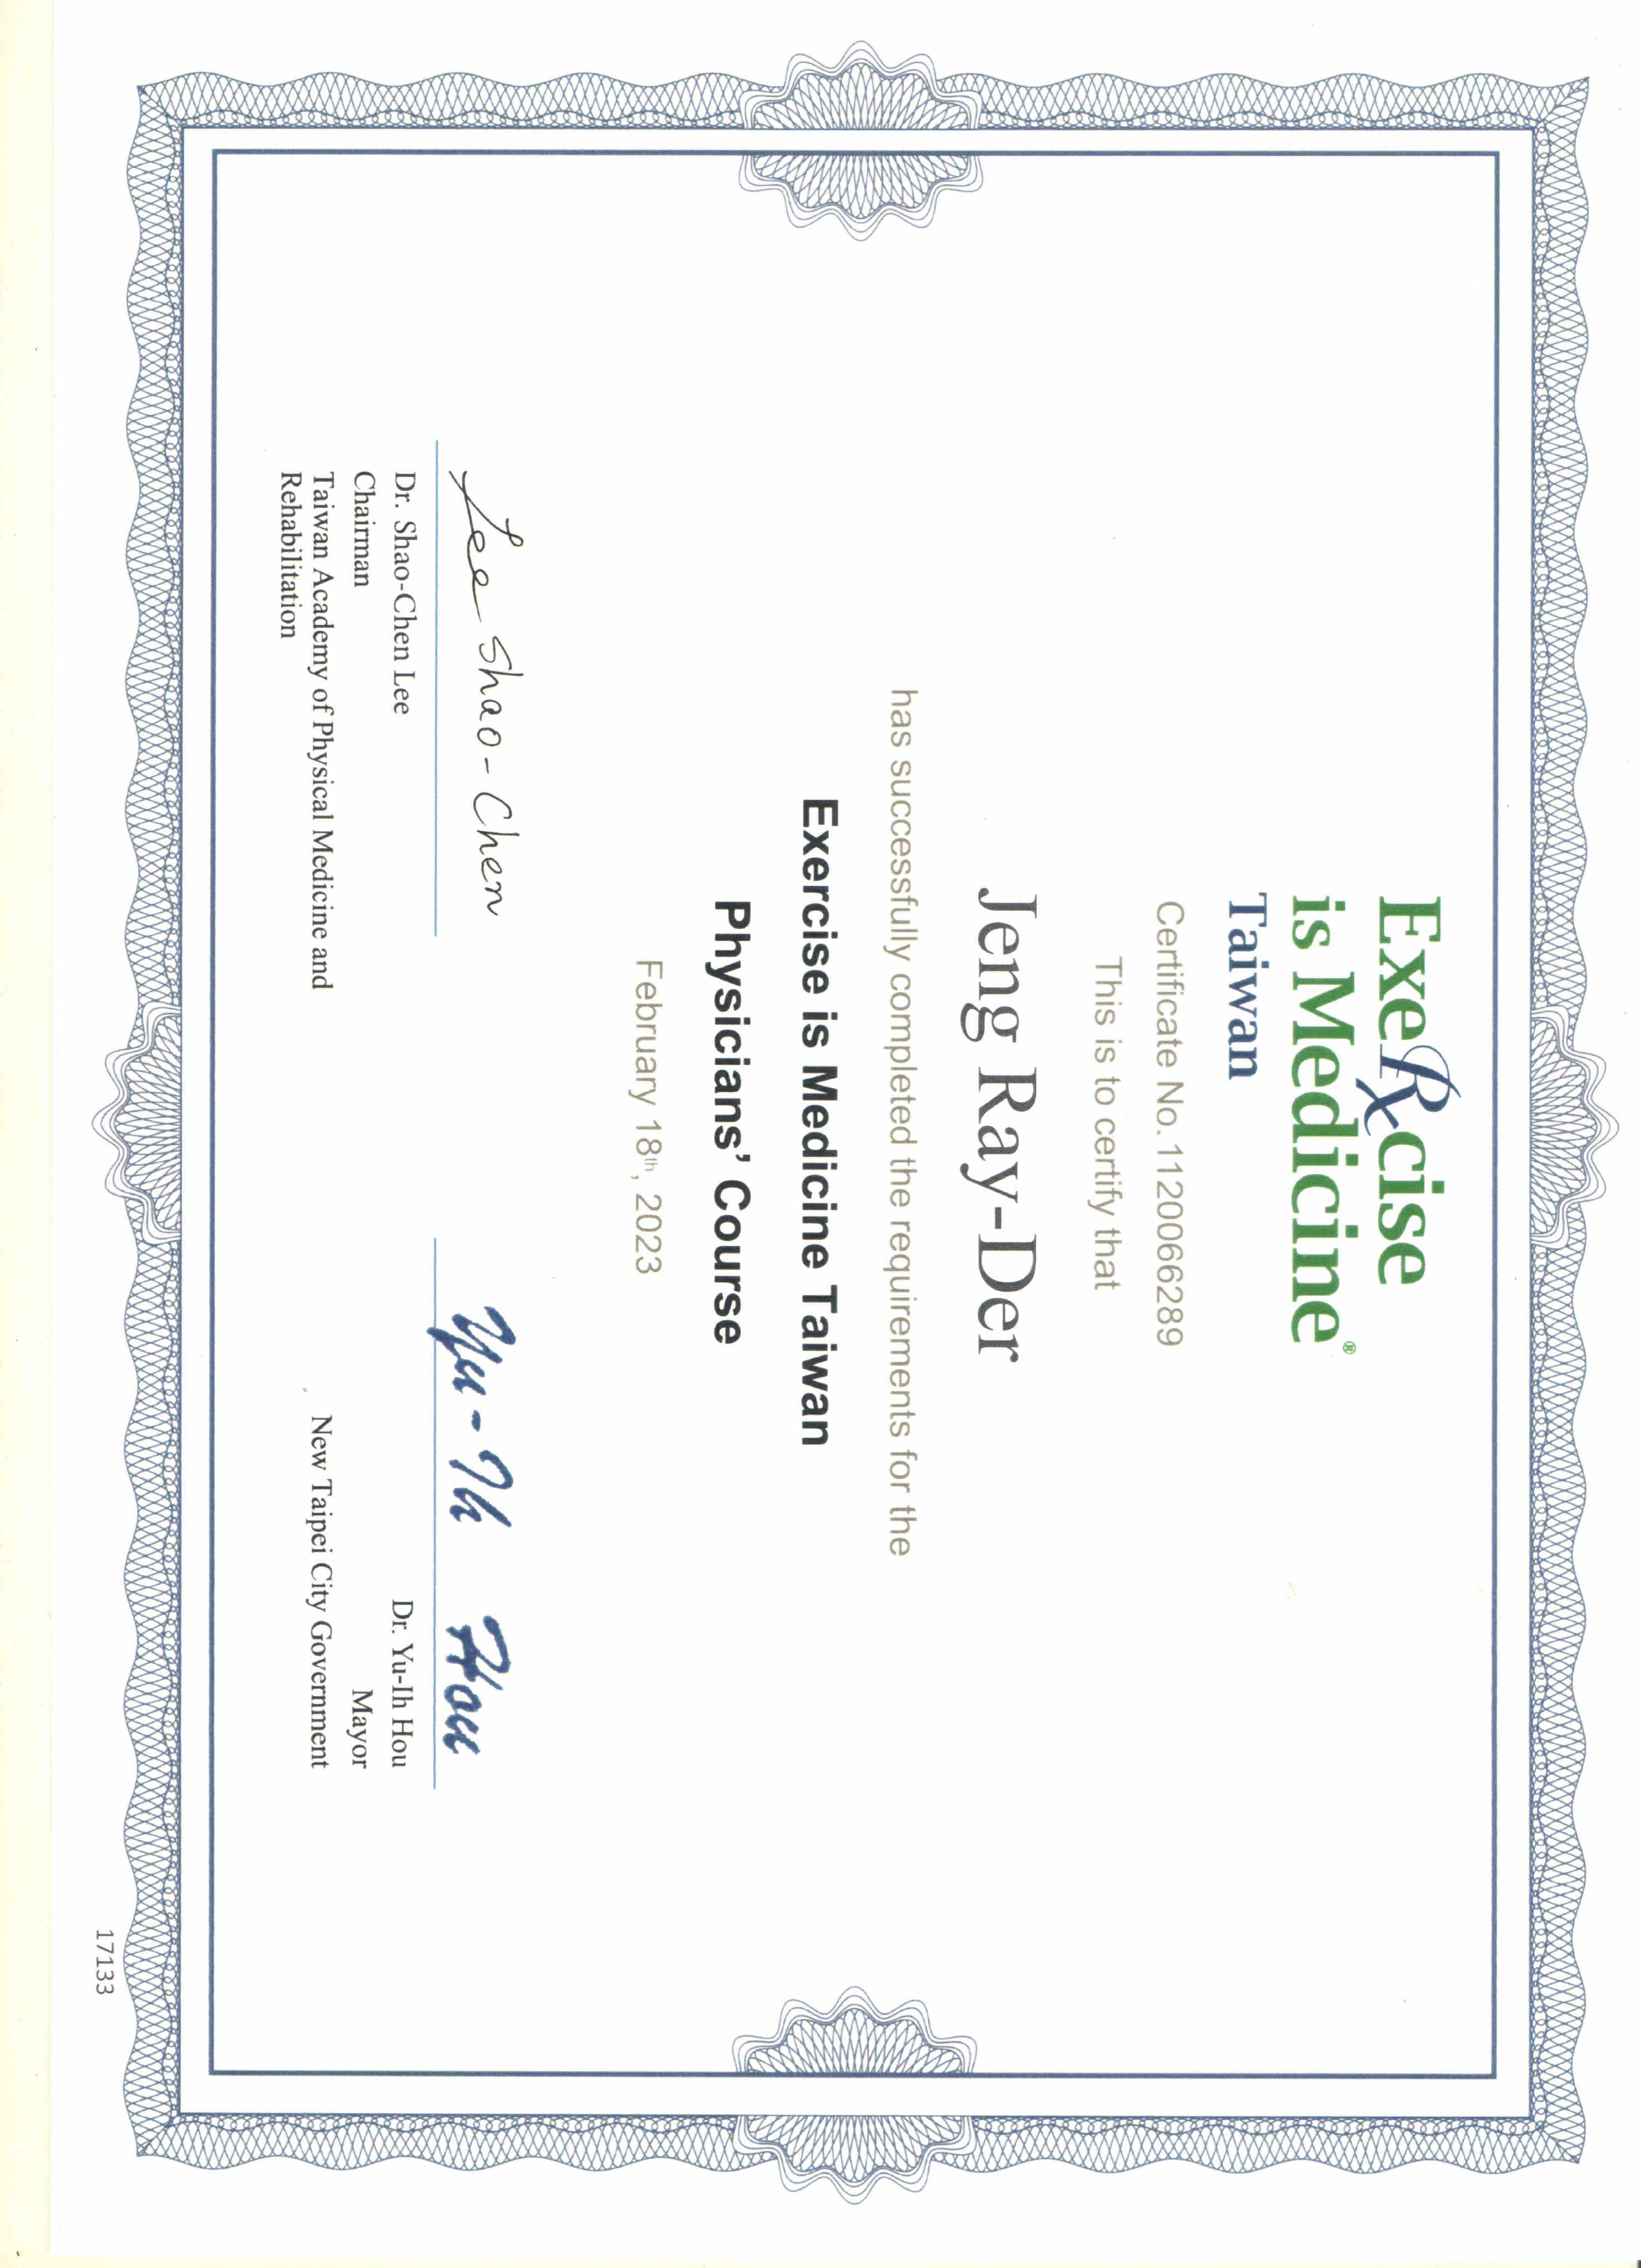 ExeRxcise
is Medicine®
Taiwan
Certificate No. 1120066289
This is to certify that
Jeng Ray-Der
has successfully completed the requirements for the
Exercise is Medicine Taiwan
Physicians' Course
February 18th, 2023
Lee Shao-Chen
Dr. Shao-Chen Lee
Chairman
Taiwan Academy of Physical Medicine and
Rehabilitation
Yu-Ih Hou
Dr. Yu-Ih Hou
Mayor
New Taipei City Government
17133